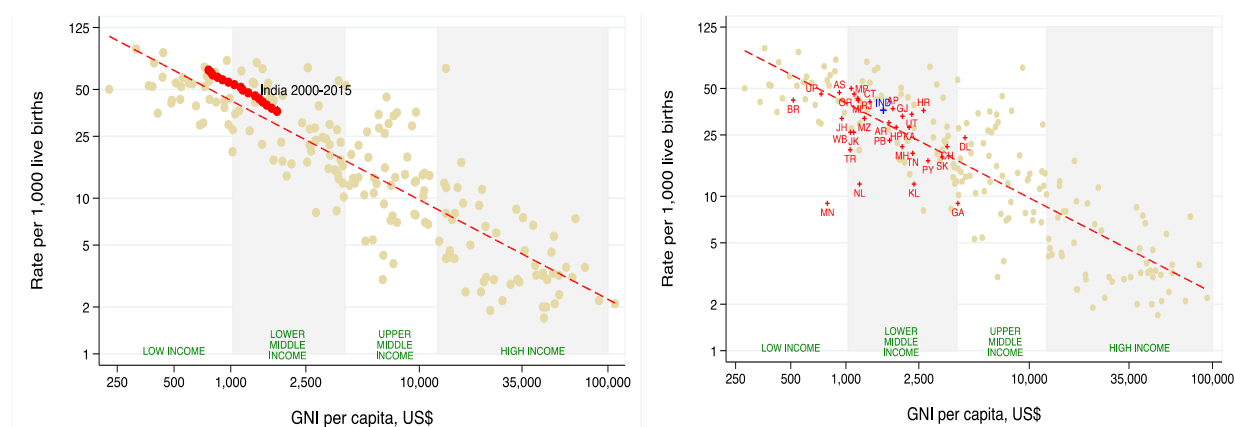 125
50
25
10
5
2
1
Rate per 1,000 live births
India 2000-2015
LOW INCOME
LOWER
MIDDLE
INCOME
UPPER
MIDDLE
INCOME
HIGH INCOME
250 500 1,000 2,500 10,000 35,000 100,000
GNI per capita, US$
125
50
25
10
5
2
1
Rate per 1,000 live births
UP
AS
MP
CT
BR
OR
RJ
IND
AP
GJ
HR
JH
MZ
UT
WB
JK
AR
PB
HP
KA
DL
TR
MH
TN
PY
SK
NL
KL
MN
GA
LOW INCOME
LOWER
MIDDLE
INCOME
UPPER
MIDDLE
INCOME
HIGH INCOME
250 500 1,000 2,500 10,000 35,000 100,000
GNI per capita, US$